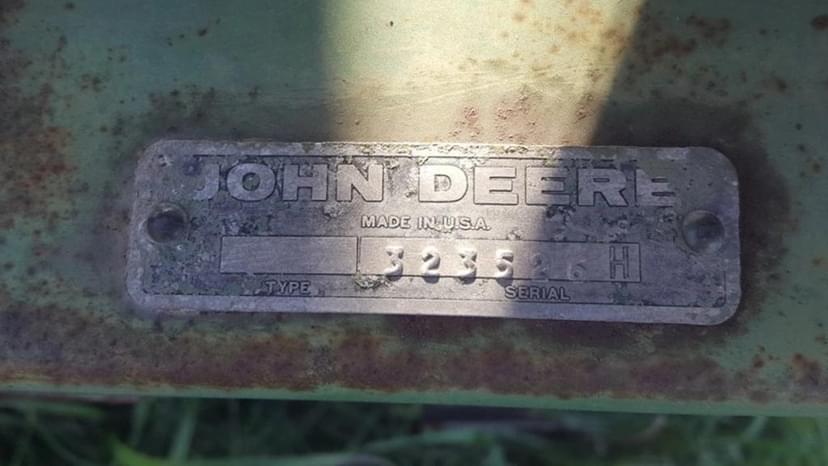 JOHN DEERE
MADE IN U.S.A.
323526 H
TYPE SERIAL